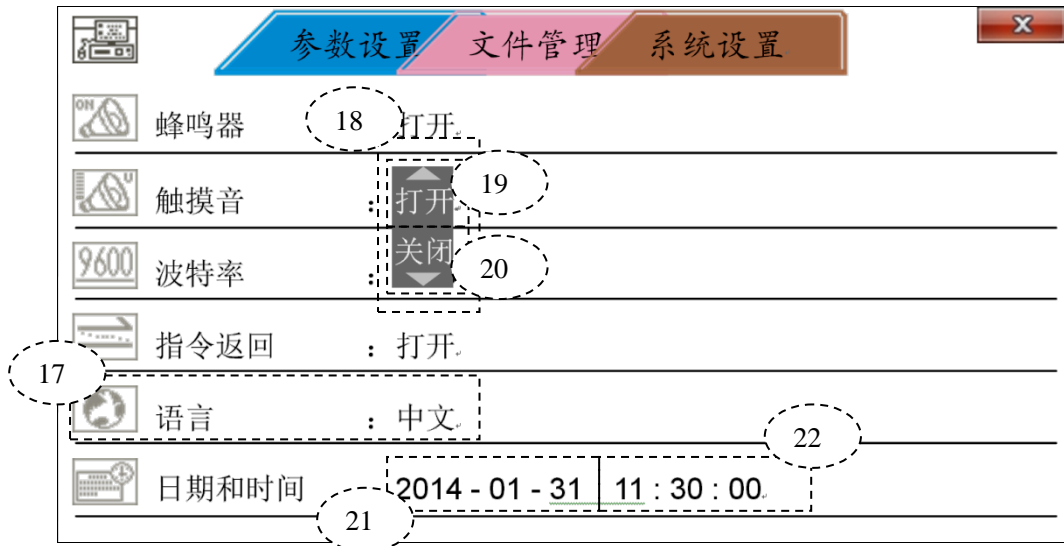 参数设置 文件管理 系统设置 X
ON 蜂鸣器 18 打开
触摸音 : 打开 19
9600 波特率 : 关闭 20
指令返回 : 打开
17
语言 : 中文
22
日期和时间 2014 - 01 - 31 11 : 30 : 00
21